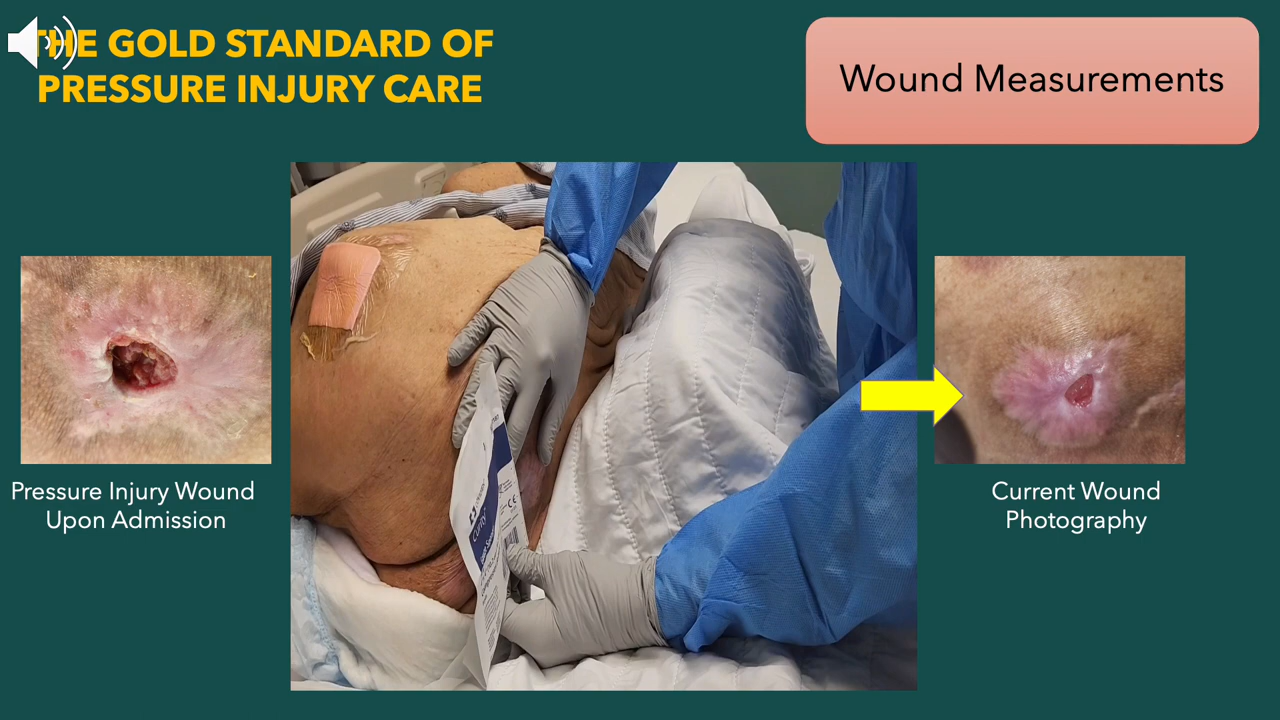 THE GOLD STANDARD OF
PRESSURE INJURY CARE
Wound Measurements
Pressure Injury Wound
Upon Admission
Current Wound
Photography